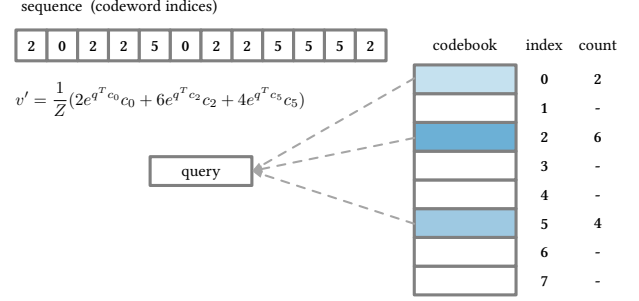 sequence (codeword indices)
2 0 2 2 5 0 2 2 5 5 5 2
codebook index count
v' = \frac{1}{Z}(2e^{q^T c_0}c_0 + 6e^{q^T c_2}c_2 + 4e^{q^T c_5}c_5)
0 2
1 -
2 6
query
3 -
4 -
5 4
6 -
7 -